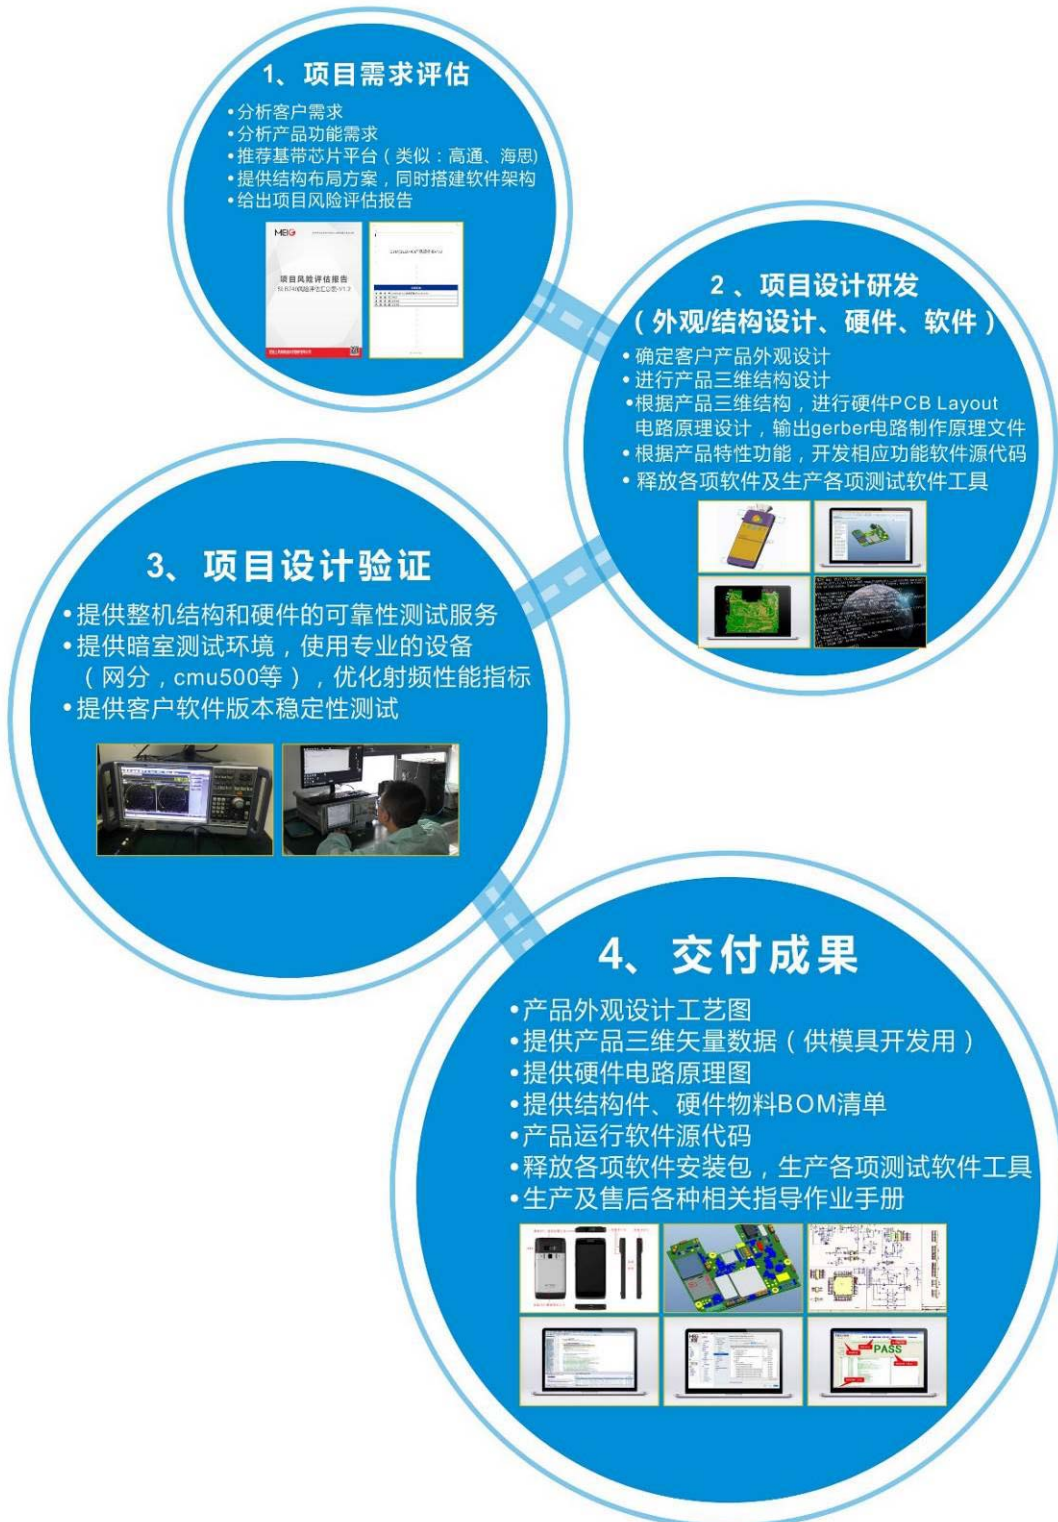 1、项目需求评估
•分析客户需求
•分析产品功能需求
•推荐基带芯片平台（类似：高通、海思)
•提供结构布局方案，同时搭建软件架构
•给出项目风险评估报告
项目风险评估报告
2 、项目设计研发
（外观/结构设计、硬件、软件）
•确定客户产品外观设计
•进行产品三维结构设计
•根据产品三维结构，进行硬件PCB Layout
电路原理设计，输出gerber电路制作原理文件
•根据产品特性功能，开发相应功能软件源代码
•释放各项软件及生产各项测试软件工具
3、项目设计验证
•提供整机结构和硬件的可靠性测试服务
•提供暗室测试环境，使用专业的设备
（网分，cmu500等），优化射频性能指标
•提供客户软件版本稳定性测试
4、交付成果
•产品外观设计工艺图
•提供产品三维矢量数据（供模具开发用）
•提供硬件电路原理图
•提供结构件、硬件物料BOM清单
•产品运行软件源代码
•释放各项软件安装包，生产各项测试软件工具
•生产及售后各种相关指导作业手册
PASS